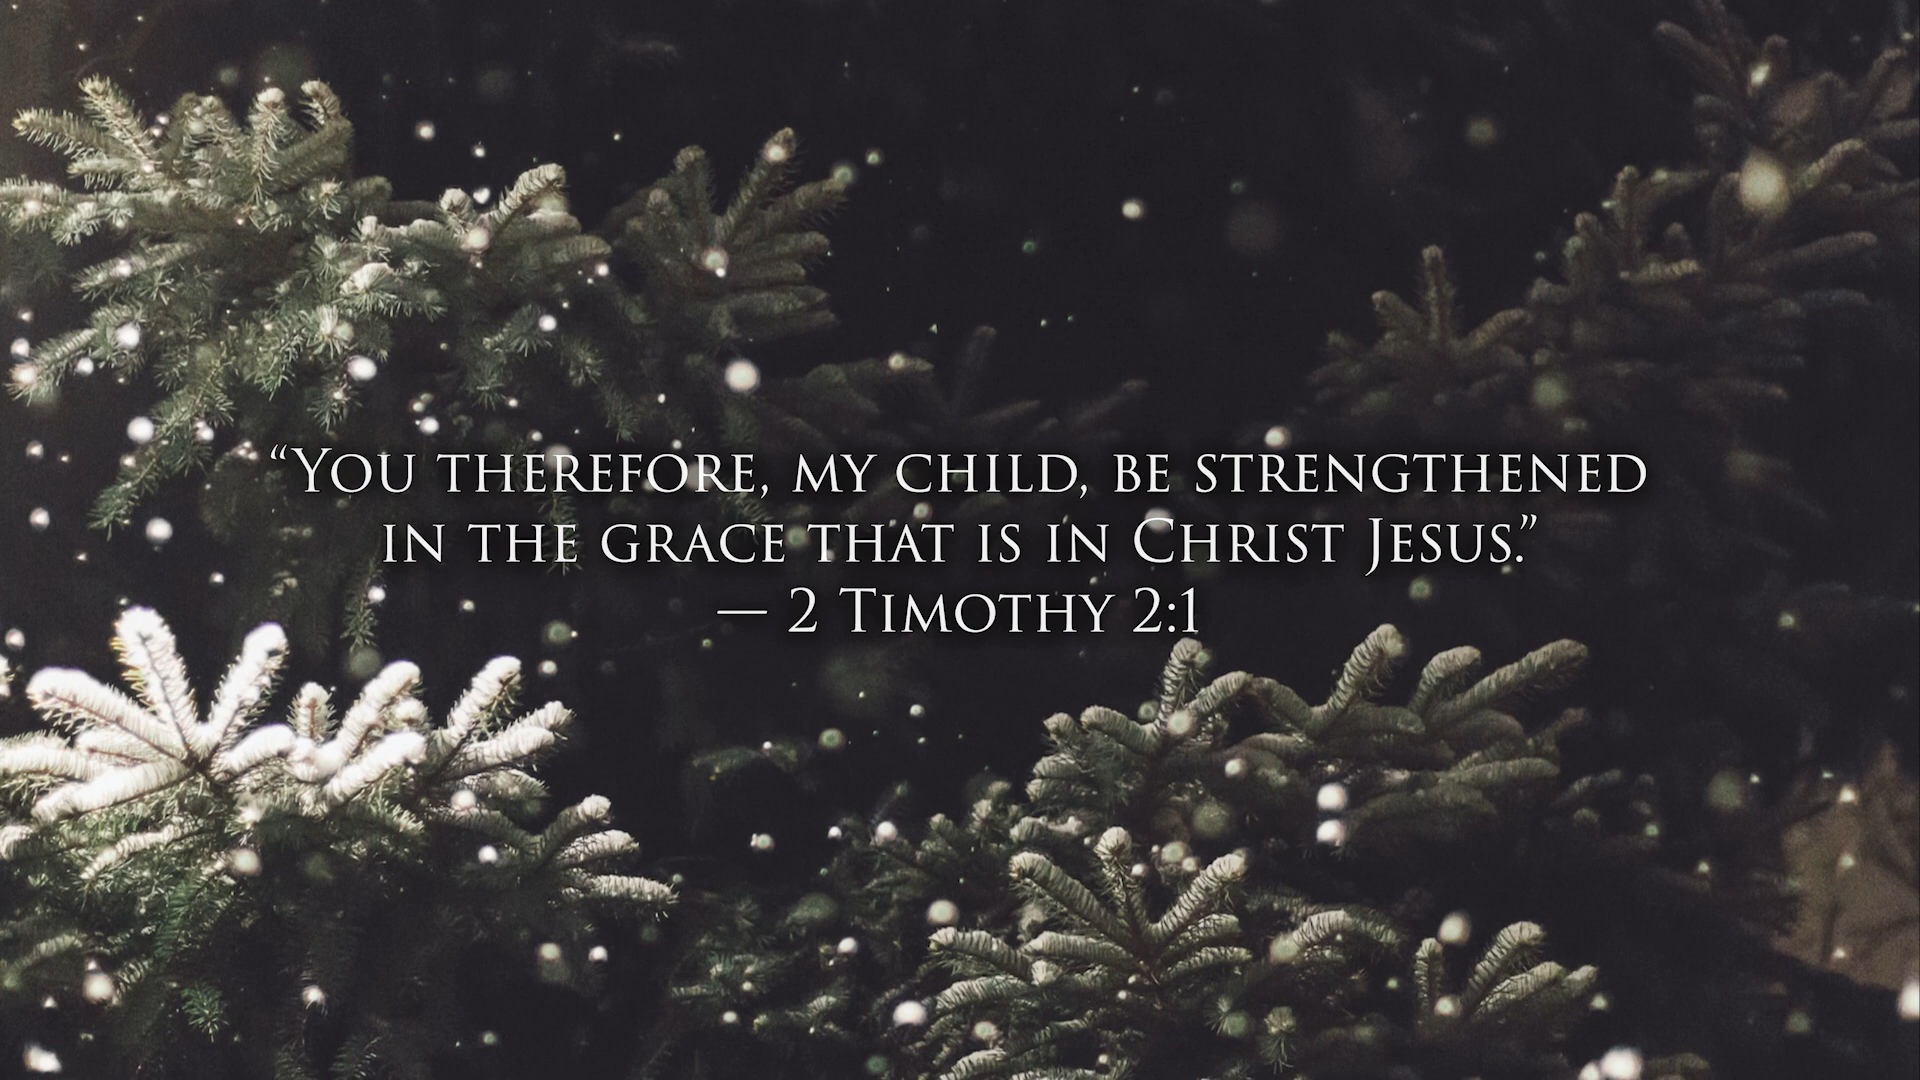 “You therefore, my child, be strengthened
in the grace that is in Christ Jesus.”
— 2 Timothy 2:1